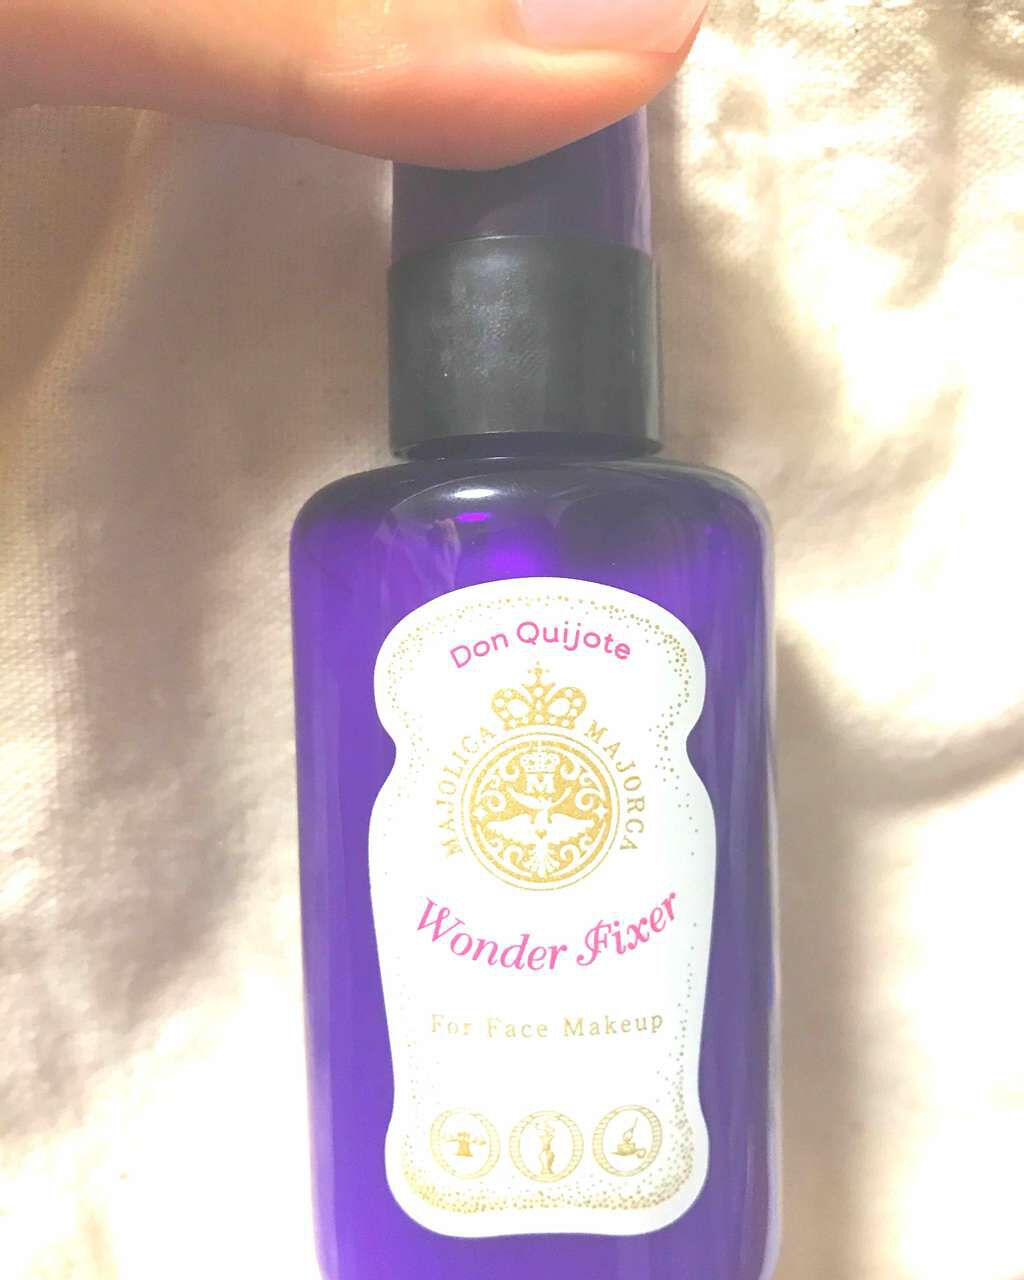 Don Quijote
MAJOLICA MAJORCA
M
Wonder Fixer
For Face Makeup